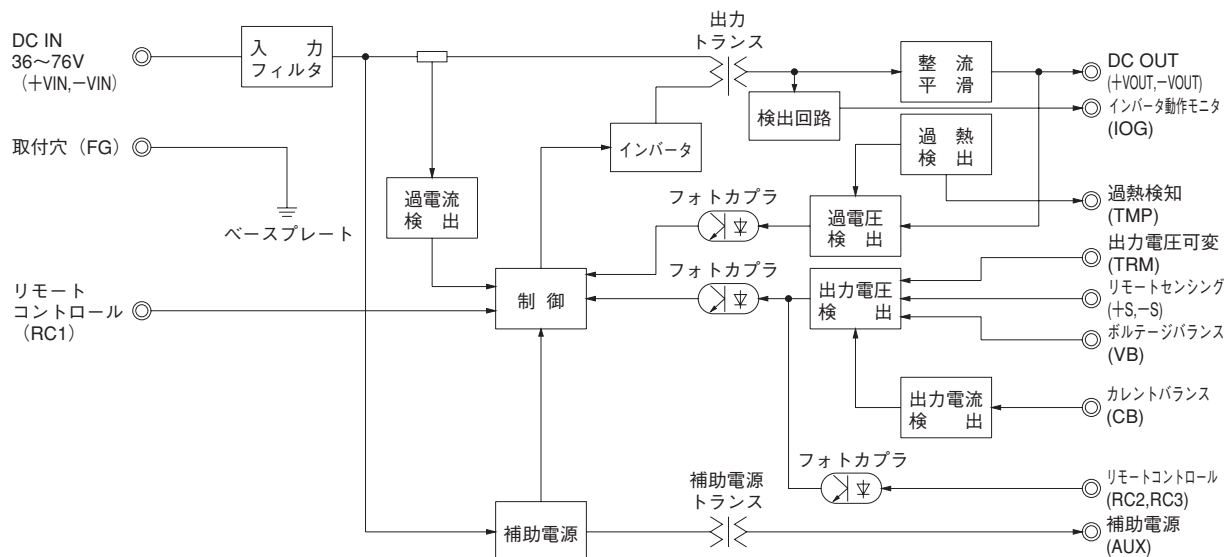 DC IN
36～76V
（＋VIN,－VIN）
入　力
フィルタ
出力
トランス
整 流
平 滑
DC OUT
(＋VOUT,－VOUT)
検出回路
インバータ動作モニタ
(IOG)
取付穴（FG）
ベースプレート
インバータ
過 熱
検 出
過熱検知
(TMP)
過電流
検　出
フォトカプラ
過電圧
検　出
出力電圧可変
(TRM)
リモート
コントロール
（RC1）
制 御
フォトカプラ
出力電圧
検　　出
リモートセンシング
(＋S,－S)
ボルテージバランス
(VB)
出力電流
検　　出
カレントバランス
(CB)
フォトカプラ
リモートコントロール
(RC2,RC3)
補助電源
補助電源
トランス
補助電源
(AUX)